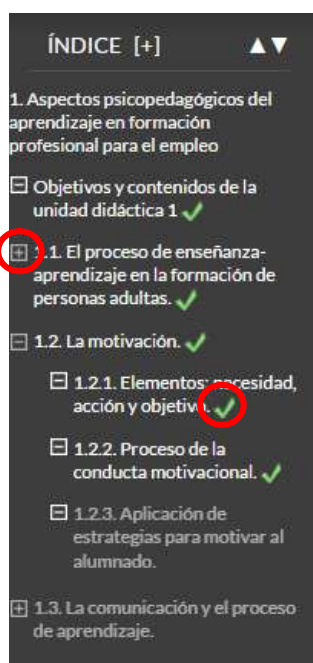 ÍNDICE [+] ▲▼
1. Aspectos psicopedagógicos del
aprendizaje en formación
profesional para el empleo
Objetivos y contenidos de la
unidad didáctica 1
1.1. El proceso de enseñanza-
aprendizaje en la formación de
personas adultas.
1.2. La motivación.
1.2.1. Elementos: necesidad,
acción y objetivo.
1.2.2. Proceso de la
conducta motivacional.
1.2.3. Aplicación de
estrategias para motivar al
alumnado.
1.3. La comunicación y el proceso
de aprendizaje.